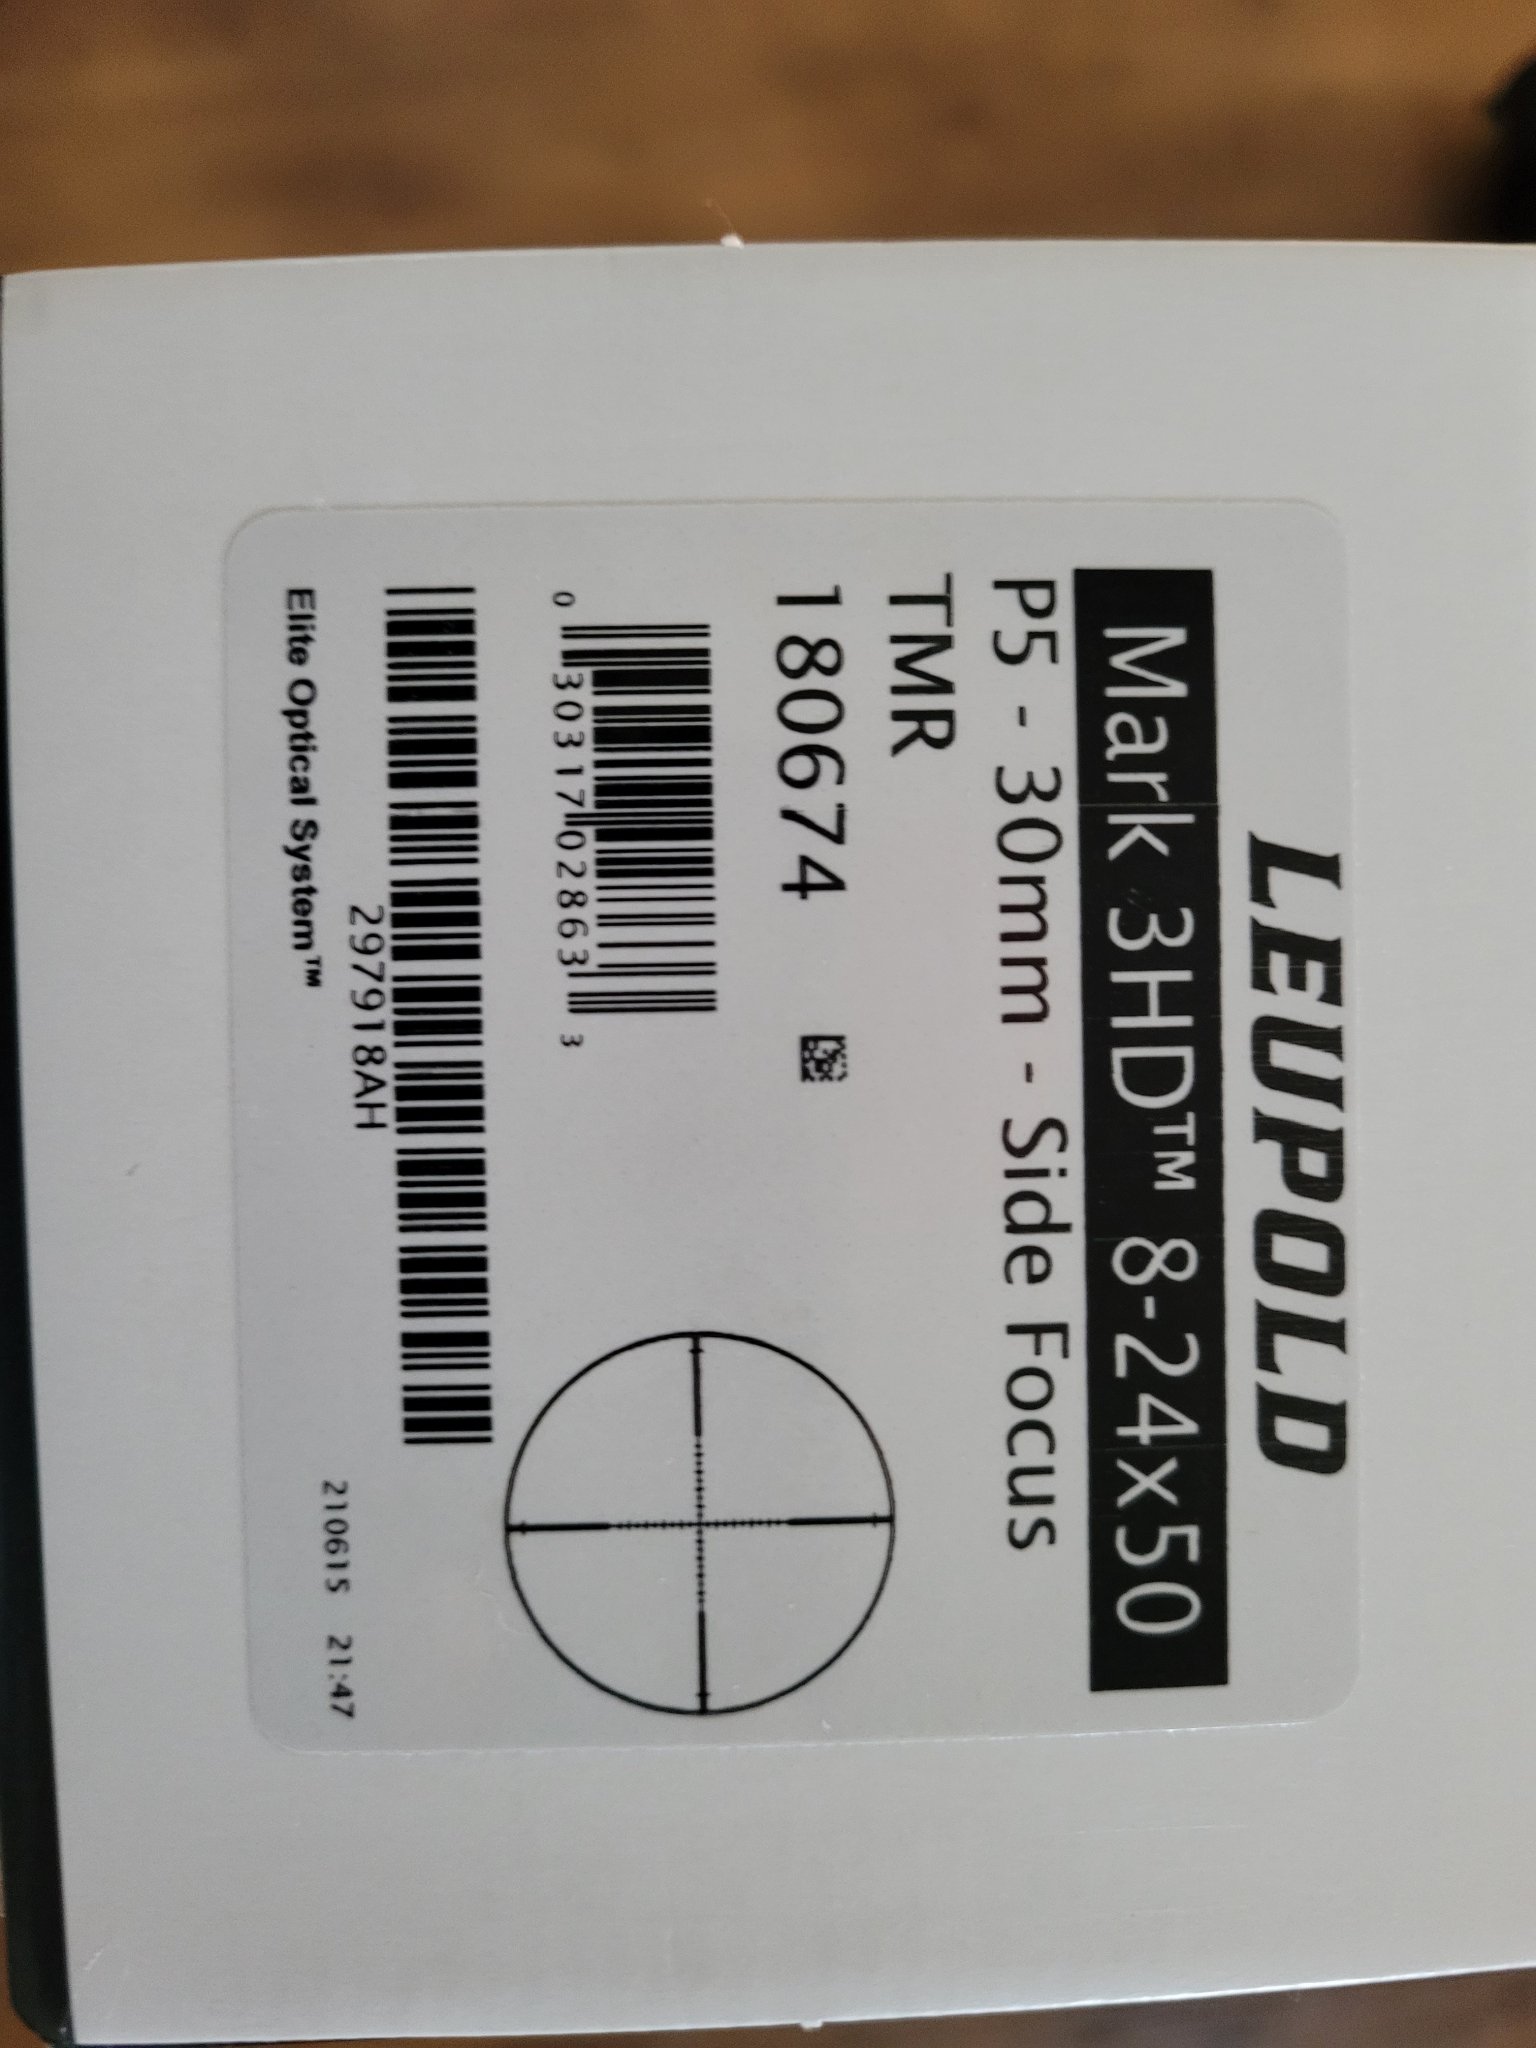 LEUPOLD
Mark 3HD™ 8-24x50
P5 - 30mm - Side Focus
TMR
180674
0 30317 02863 3
297918AH
210615 21:47
Elite Optical System™